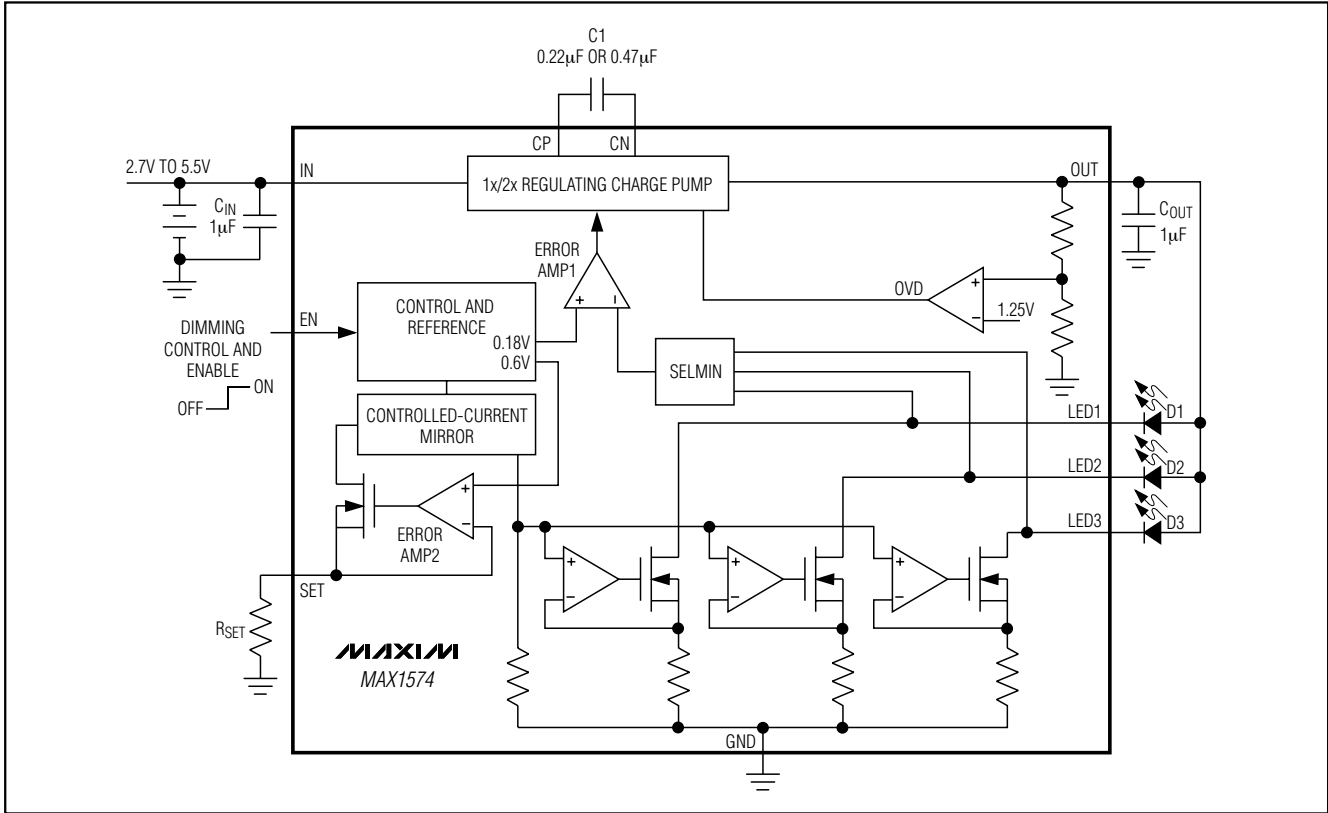 C1
0.22μF OR 0.47μF
CP
CN
2.7V TO 5.5V
IN
1x/2x REGULATING CHARGE PUMP
OUT
CIN
1μF
COUT
1μF
ERROR
AMP1
+
–
OVD
+
–
1.25V
EN
DIMMING
CONTROL AND
ENABLE
OFF
ON
CONTROL AND
REFERENCE
0.18V
0.6V
SELMIN
CONTROLLED-CURRENT
MIRROR
LED1
D1
LED2
D2
LED3
D3
+
–
ERROR
AMP2
SET
RSET
+
–
+
–
+
–
MAXIM
MAX1574
GND